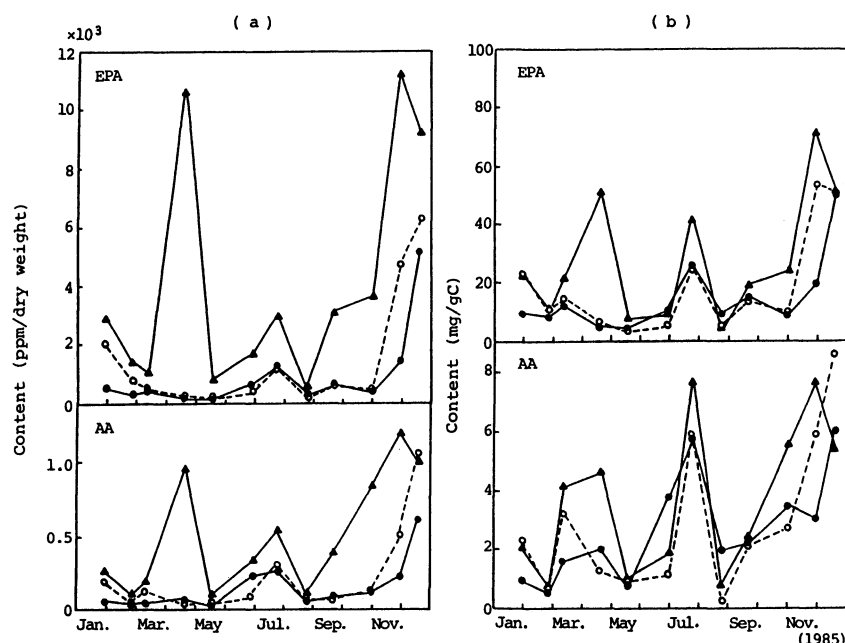 (a)
×10³
12
EPA
10
8
6
4
2
0
AA
1.0
0.5
0
Content (ppm/dry weight)
Jan. Mar. May Jul. Sep. Nov.
(b)
100
EPA
80
60
40
20
0
AA
8
6
4
2
0
Content (mg/gC)
Jan. Mar. May Jul. Sep. Nov.
(1985)